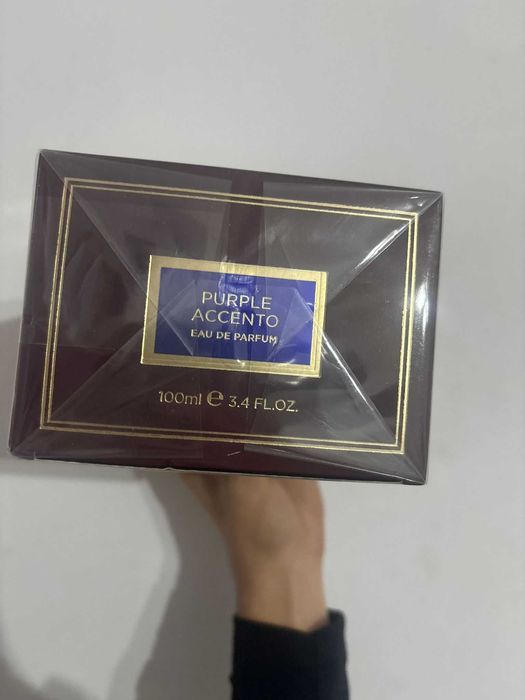 PURPLE
ACCENTO
EAU DE PARFUM
100ml e 3.4 FL.OZ.